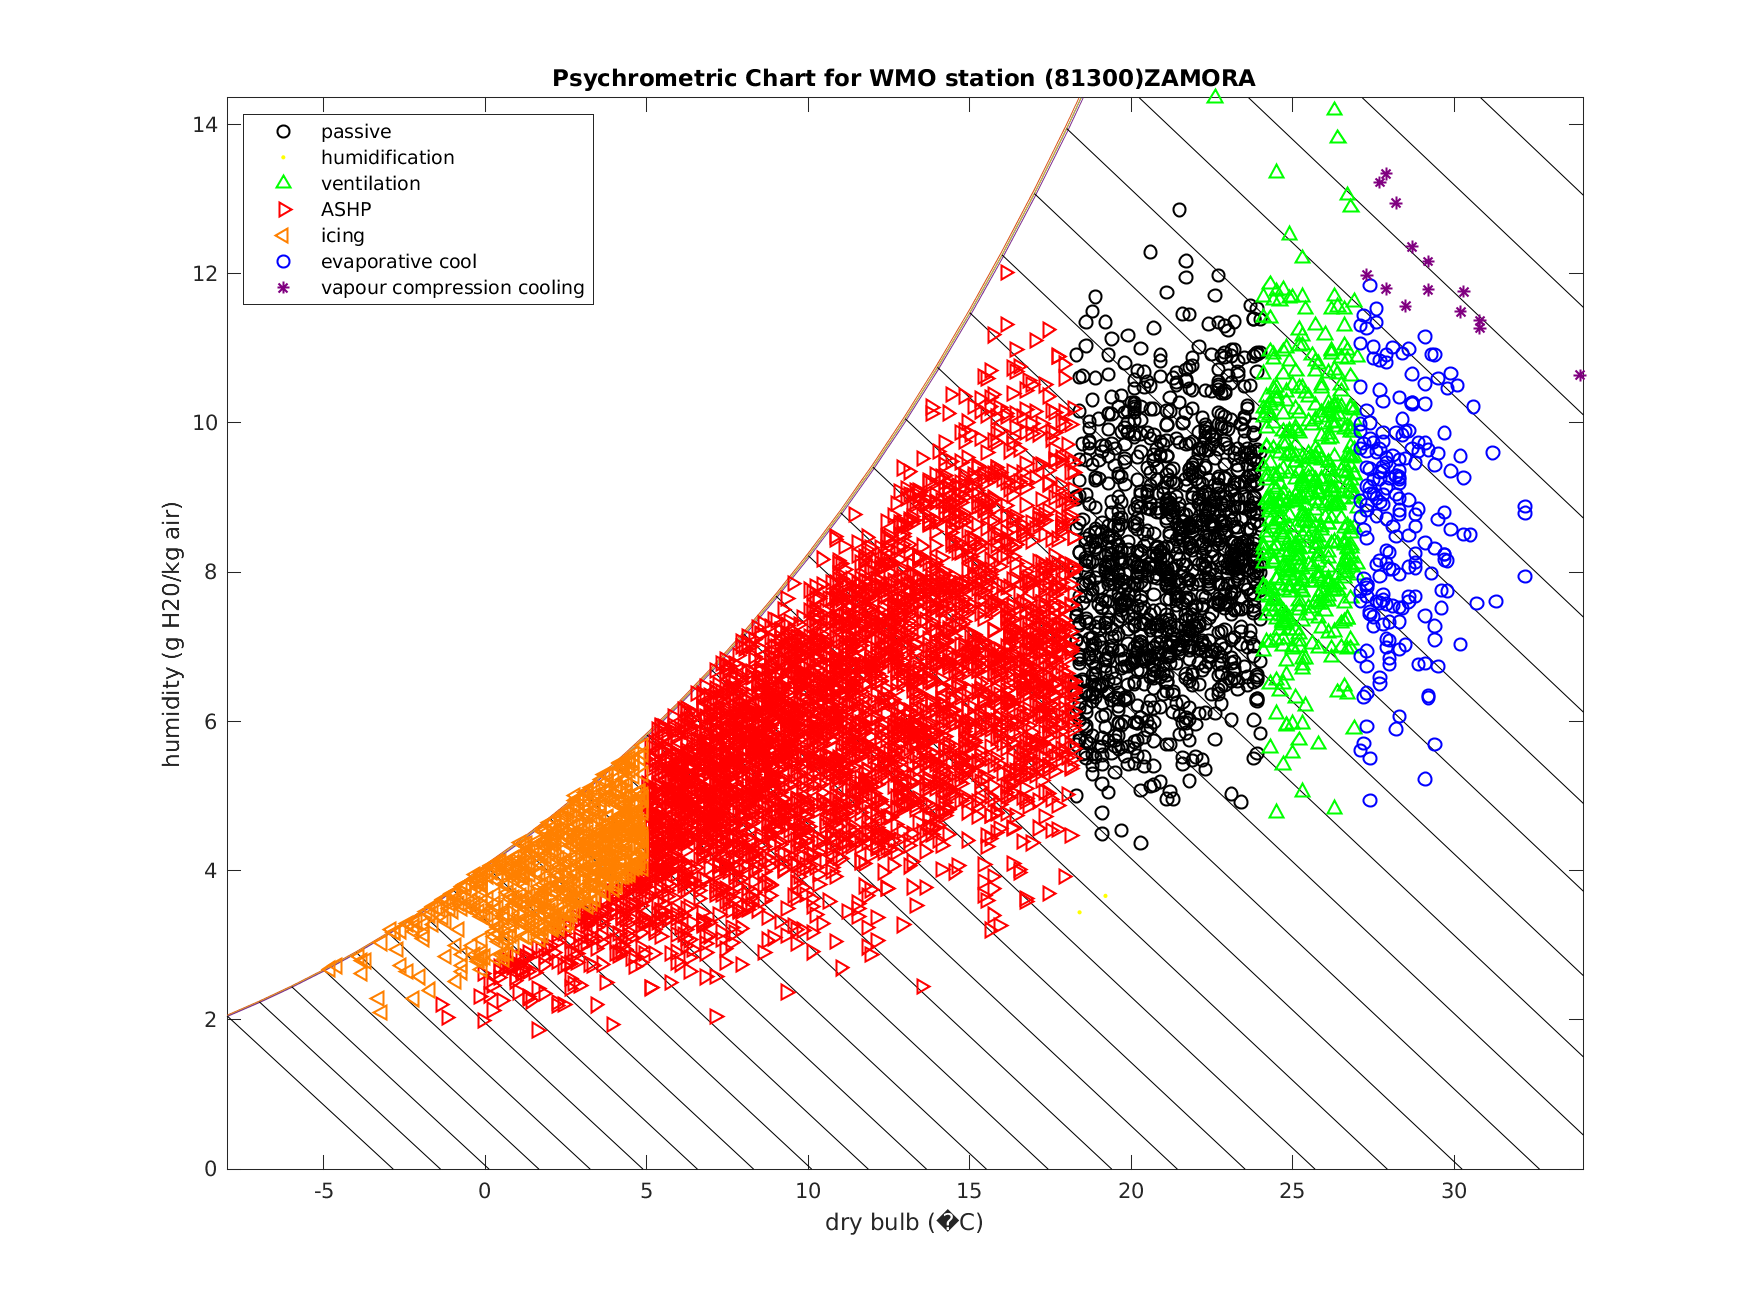 Psychrometric Chart for WMO station (81300)ZAMORA
passive
humidification
ventilation
ASHP
icing
evaporative cool
vapour compression cooling
humidity (g H20/kg air)
14
12
10
8
6
4
2
0
-5 0 5 10 15 20 25 30
dry bulb (�C)